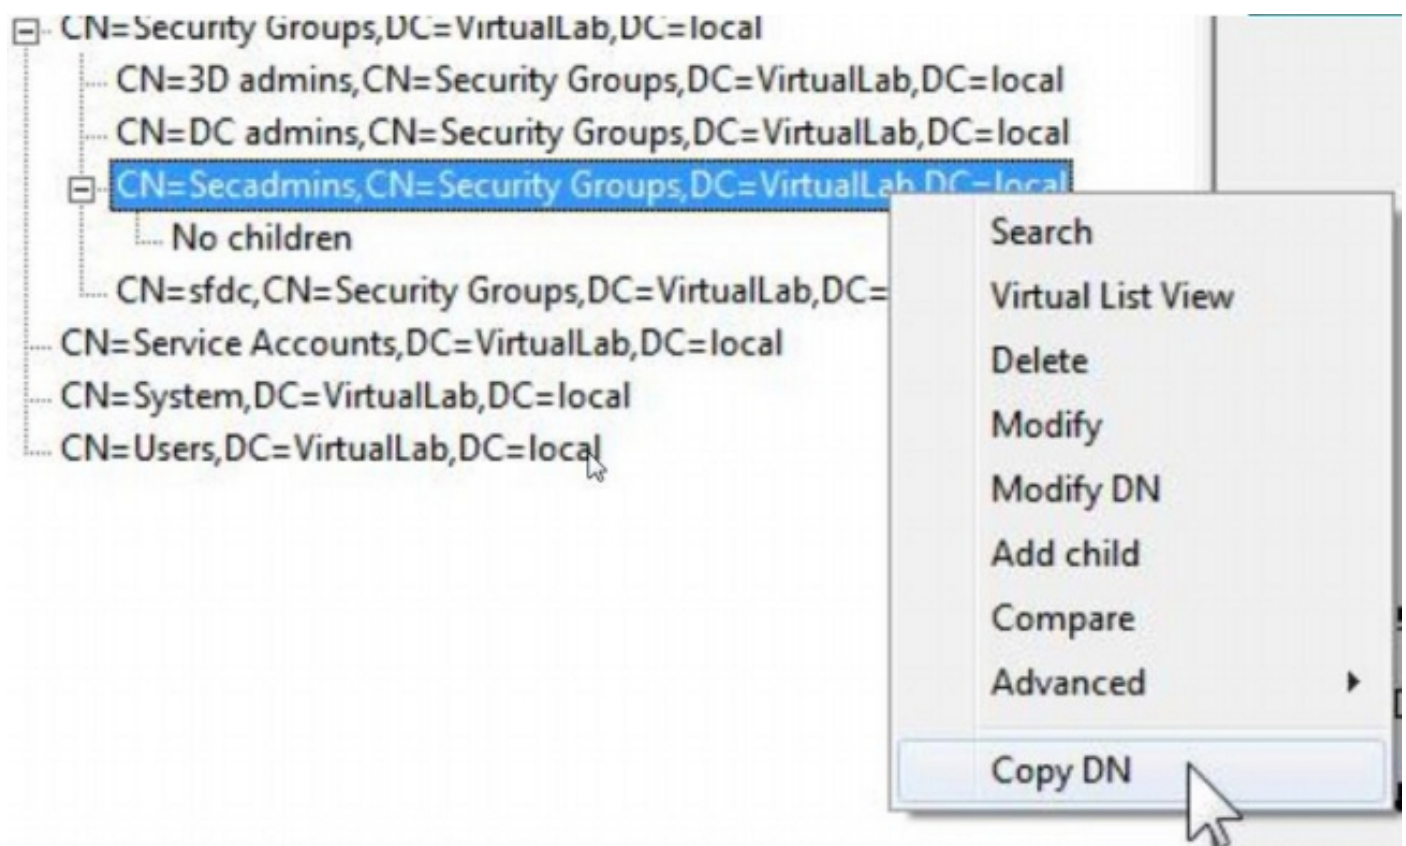 CN=Security Groups,DC=VirtualLab,DC=local
CN=3D admins,CN=Security Groups,DC=VirtualLab,DC=local
CN=DC admins,CN=Security Groups,DC=VirtualLab,DC=local
CN=Secadmins,CN=Security Groups,DC=VirtualLab,DC=local
No children
CN=sfdc,CN=Security Groups,DC=VirtualLab,DC=
CN=Service Accounts,DC=VirtualLab,DC=local
CN=System,DC=VirtualLab,DC=local
CN=Users,DC=VirtualLab,DC=local
Search
Virtual List View
Delete
Modify
Modify DN
Add child
Compare
Advanced
Copy DN